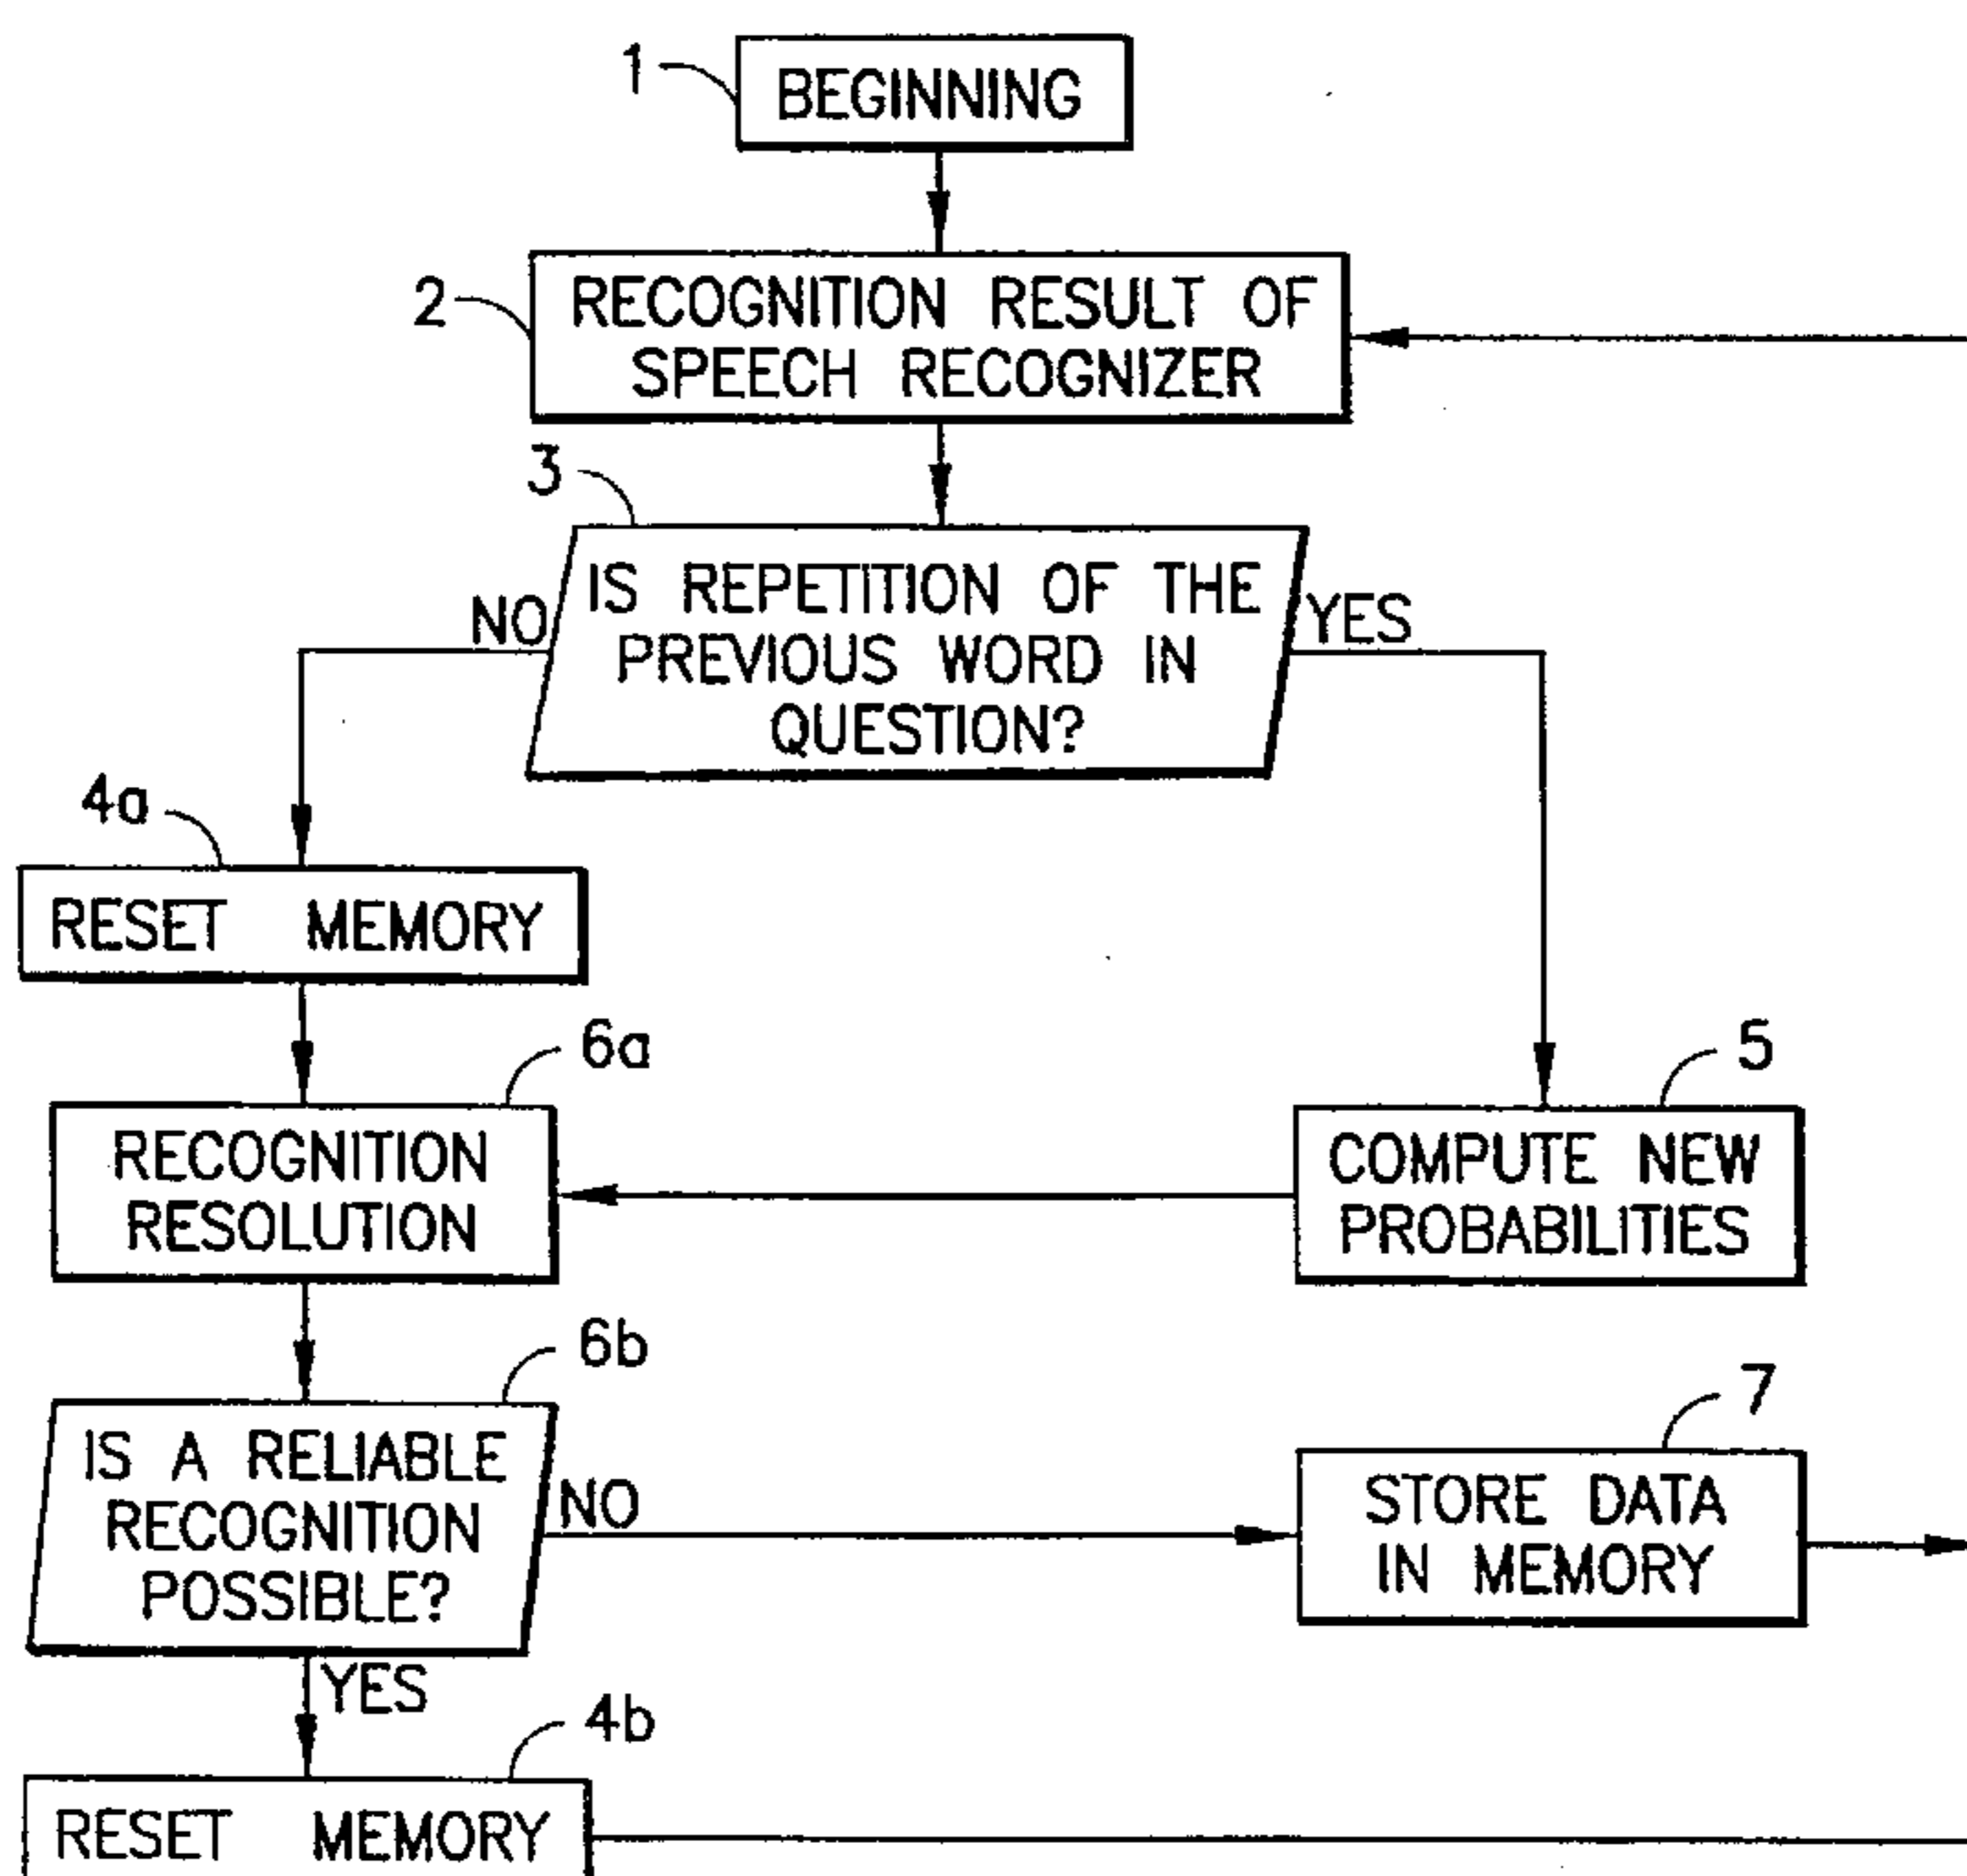 1
BEGINNING
2
RECOGNITION RESULT OF
SPEECH RECOGNIZER
3
IS REPETITION OF THE
PREVIOUS WORD IN
QUESTION?
NO
YES
4a
RESET MEMORY
6a
RECOGNITION
RESOLUTION
5
COMPUTE NEW
PROBABILITIES
6b
IS A RELIABLE
RECOGNITION
POSSIBLE?
NO
YES
7
STORE DATA
IN MEMORY
4b
RESET MEMORY